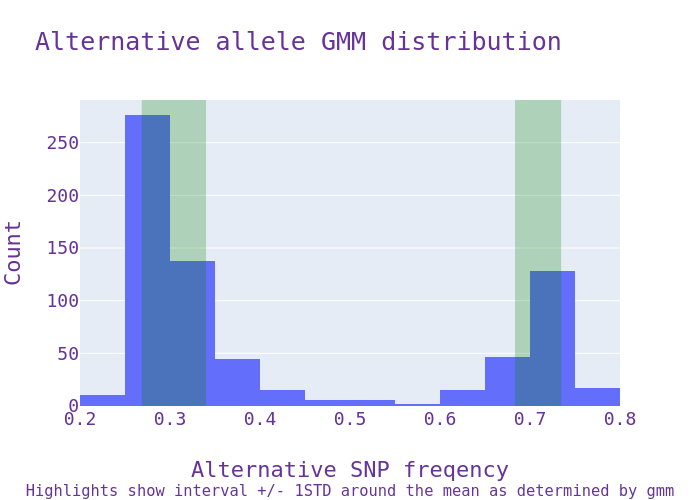 Alternative allele GMM distribution
Count
250
200
150
100
50
0
0.2 0.3 0.4 0.5 0.6 0.7 0.8
Alternative SNP freqency
Highlights show interval +/- 1STD around the mean as determined by gmm